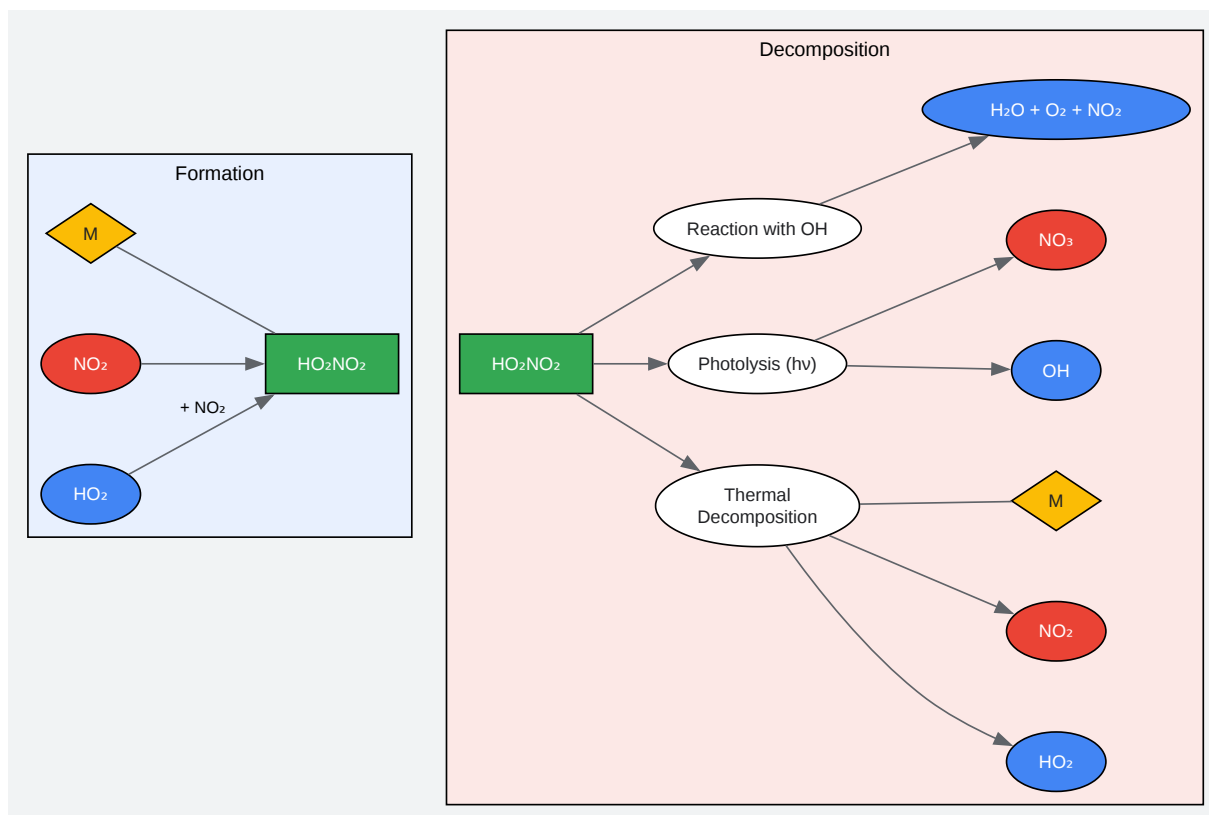 Formation
M
NO₂
HO₂NO₂
+ NO₂
HO₂
Decomposition
H₂O + O₂ + NO₂
Reaction with OH
NO₃
HO₂NO₂
Photolysis (hν)
OH
Thermal
Decomposition
M
NO₂
HO₂